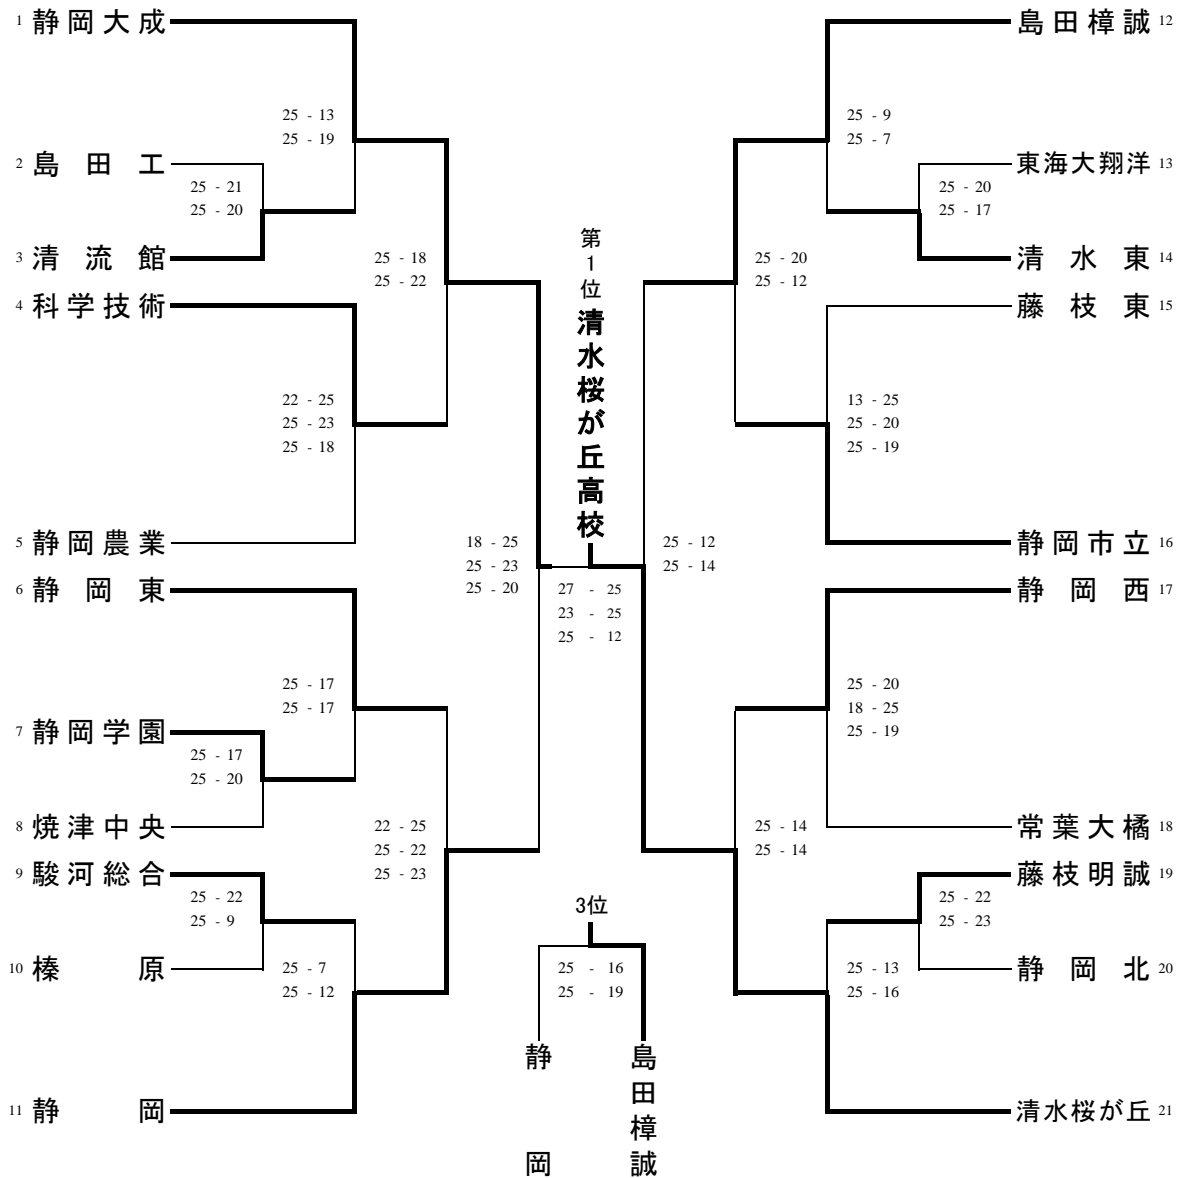 1 静岡大成
25 - 13
25 - 19
2 島田工
25 - 21
25 - 20
3 清流館
25 - 18
25 - 22
4 科学技術
22 - 25
25 - 23
25 - 18
5 静岡農業
18 - 25
25 - 23
25 - 20
6 静岡東
25 - 17
25 - 17
7 静岡学園
25 - 17
25 - 20
8 焼津中央
22 - 25
25 - 22
25 - 23
9 駿河総合
25 - 22
25 - 9
10 榛原
25 - 7
25 - 12
11 静岡
第1位
清水桜が丘高校
27 - 25
23 - 25
25 - 12
3位
25 - 16
25 - 19
静岡
島田樟誠
島田樟誠 12
25 - 9
25 - 7
東海大翔洋 13
25 - 20
25 - 17
清水東 14
25 - 20
25 - 12
藤枝東 15
13 - 25
25 - 20
25 - 19
静岡市立 16
25 - 12
25 - 14
静岡西 17
25 - 20
18 - 25
25 - 19
常葉大橘 18
25 - 14
25 - 14
藤枝明誠 19
25 - 22
25 - 23
静岡北 20
25 - 13
25 - 16
清水桜が丘 21